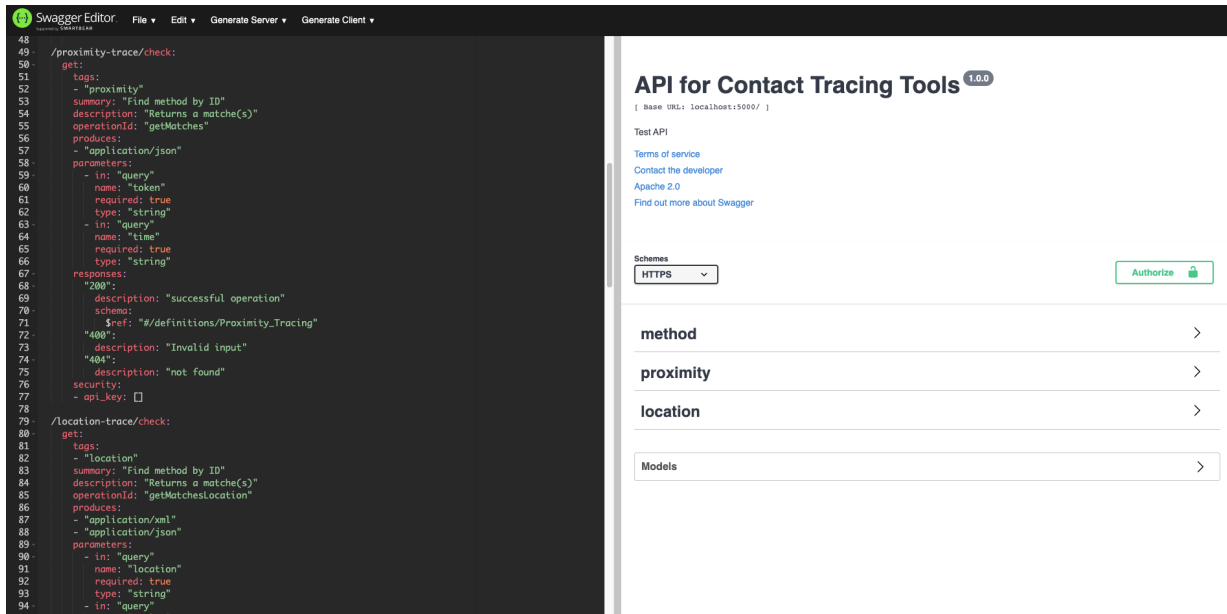 Swagger Editor.
Supported by SMARTBEAR
File ▾ Edit ▾ Generate Server ▾ Generate Client ▾
48
49 /proximity-trace/check:
50 get:
51 tags:
52 - "proximity"
53 summary: "Find method by ID"
54 description: "Returns a matche(s)"
55 operationId: "getMatches"
56 produces:
57 - "application/json"
58 parameters:
59 - in: "query"
60 name: "token"
61 required: true
62 type: "string"
63 - in: "query"
64 name: "time"
65 required: true
66 type: "string"
67 responses:
68 "200":
69 description: "successful operation"
70 schema:
71 $ref: "#/definitions/Proximity_Tracing"
72 "400":
73 description: "Invalid input"
74 "404":
75 description: "not found"
76 security:
77 - api_key: []
78
79 /location-trace/check:
80 get:
81 tags:
82 - "location"
83 summary: "Find method by ID"
84 description: "Returns a matche(s)"
85 operationId: "getMatchesLocation"
86 produces:
87 - "application/xml"
88 - "application/json"
89 parameters:
90 - in: "query"
91 name: "location"
92 required: true
93 type: "string"
94 - in: "query"
API for Contact Tracing Tools 1.0.0
[ Base URL: localhost:5000/ ]
Test API
Terms of service
Contact the developer
Apache 2.0
Find out more about Swagger
Schemes
HTTPS
Authorize
method
proximity
location
Models